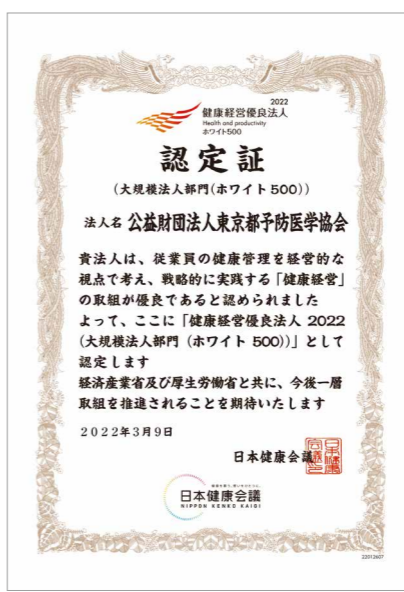 2022
健康経営優良法人
Health and productivity
ホワイト500
認定証
(大規模法人部門(ホワイト500))
法人名 公益財団法人東京都予防医学協会
貴法人は、従業員の健康管理を経営的な
視点で考え、戦略的に実践する「健康経営」
の取組が優良であると認められました
よって、ここに「健康経営優良法人 2022
(大規模法人部門 (ホワイト 500))」として
認定します
経済産業省及び厚生労働省と共に、今後一層
取組を推進されることを期待いたします
2022年3月9日
日本健康会議
日本健康会議
NIPPON KENKO KAIGI
22012607